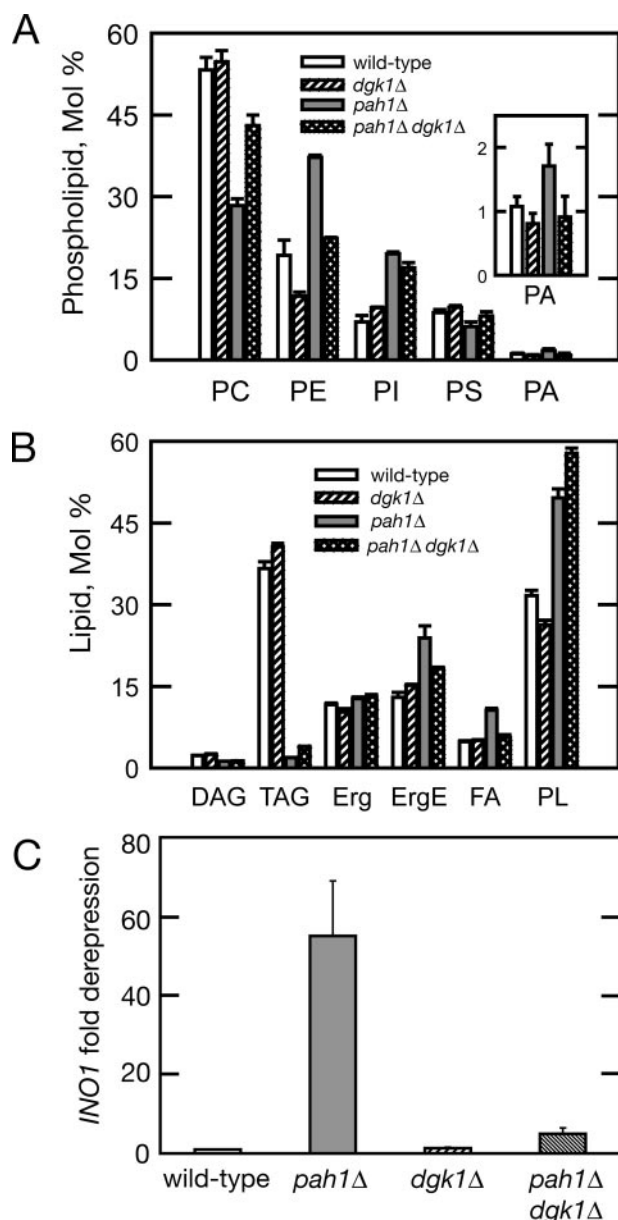 A
60
45
30
15
0
Phospholipid, Mol %
wild-type
dgk1Δ
pah1Δ
pah1Δ dgk1Δ
2
1
0
PA
PC PE PI PS PA
B
60
45
30
15
0
Lipid, Mol %
wild-type
dgk1Δ
pah1Δ
pah1Δ dgk1Δ
DAG TAG Erg ErgE FA PL
C
80
60
40
20
0
INO1 fold derepression
wild-type pah1Δ dgk1Δ pah1Δ
dgk1Δ